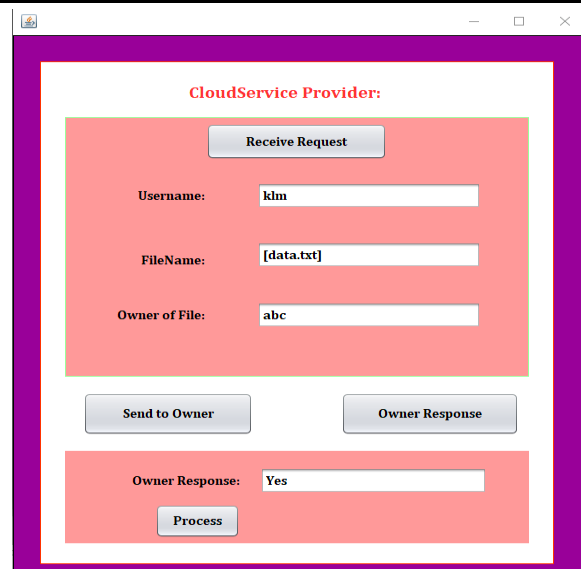 CloudService Provider:
Receive Request
Username: klm
FileName: [data.txt]
Owner of File: abc
Send to Owner Owner Response
Owner Response: Yes
Process